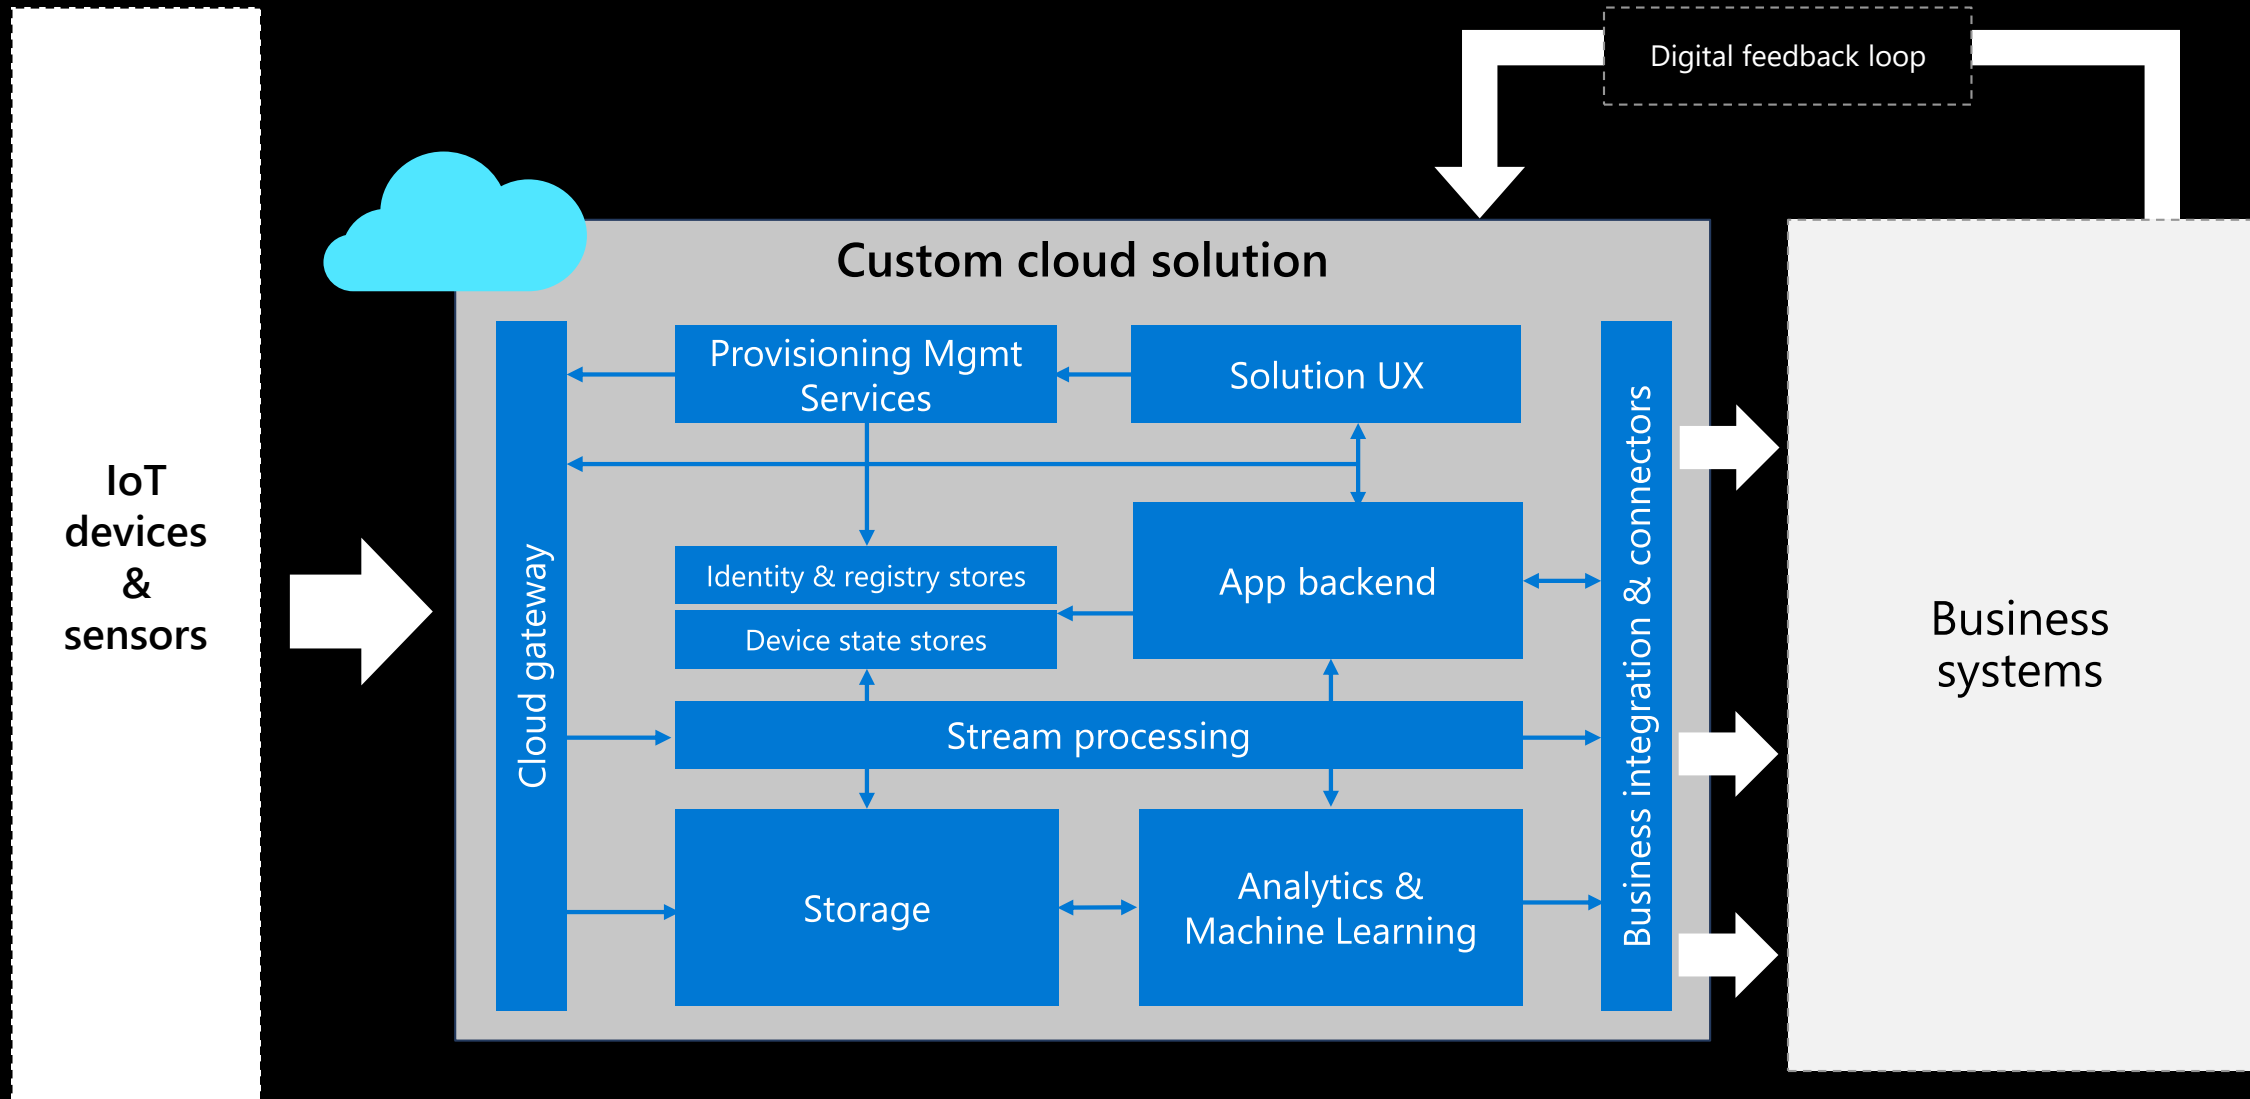 Digital feedback loop
Custom cloud solution
IoT
devices
&
sensors
Cloud gateway
Provisioning Mgmt
Services
Solution UX
Identity & registry stores
Device state stores
App backend
Stream processing
Storage
Analytics &
Machine Learning
Business integration & connectors
Business
systems